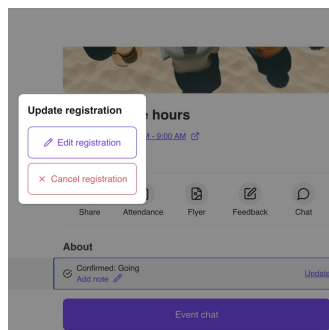 Update registration
Edit registration
Cancel registration
hours
- 9:00 AM
Share Attendance Flyer Feedback Chat
About
Confirmed: Going
Add note
Update
Event chat